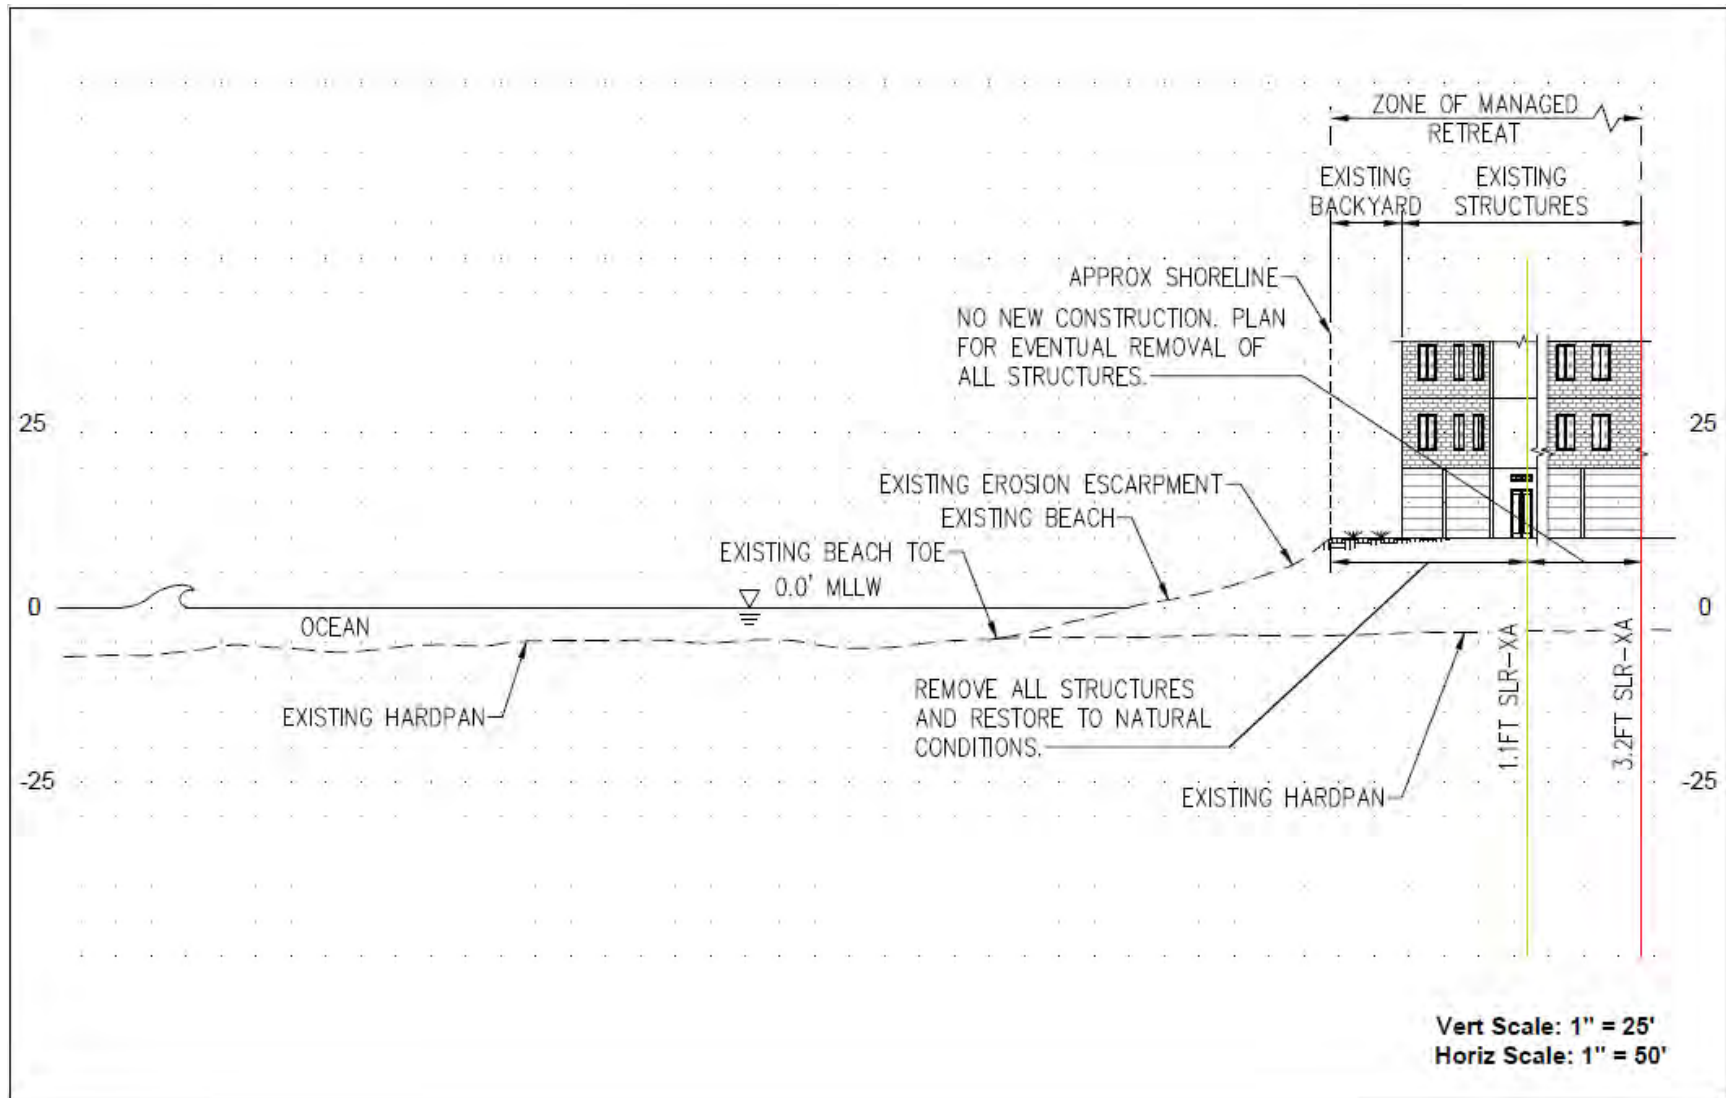 ZONE OF MANAGED
RETREAT
EXISTING
BACKYARD
EXISTING
STRUCTURES
APPROX SHORELINE
NO NEW CONSTRUCTION. PLAN
FOR EVENTUAL REMOVAL OF
ALL STRUCTURES.
25
25
EXISTING EROSION ESCARPMENT
EXISTING BEACH
EXISTING BEACH TOE
0.0' MLLW
0
0
OCEAN
EXISTING HARDPAN
REMOVE ALL STRUCTURES
AND RESTORE TO NATURAL
CONDITIONS.
1.1FT SLR-XA
3.2FT SLR-XA
-25
-25
EXISTING HARDPAN
Vert Scale: 1" = 25'
Horiz Scale: 1" = 50'